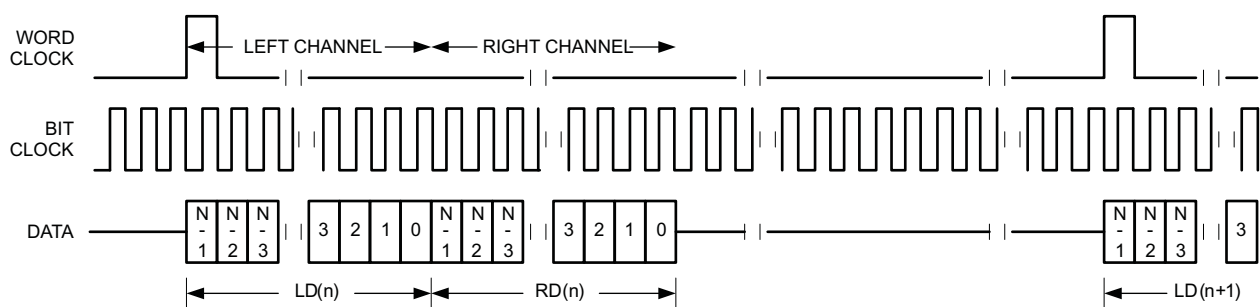 WORD
CLOCK
LEFT CHANNEL
RIGHT CHANNEL
BIT
CLOCK
DATA
N
-
1
N
-
2
N
-
3
3
2
1
0
N
-
1
N
-
2
N
-
3
3
2
1
0
N
-
1
N
-
2
N
-
3
3
LD(n)
RD(n)
LD(n+1)